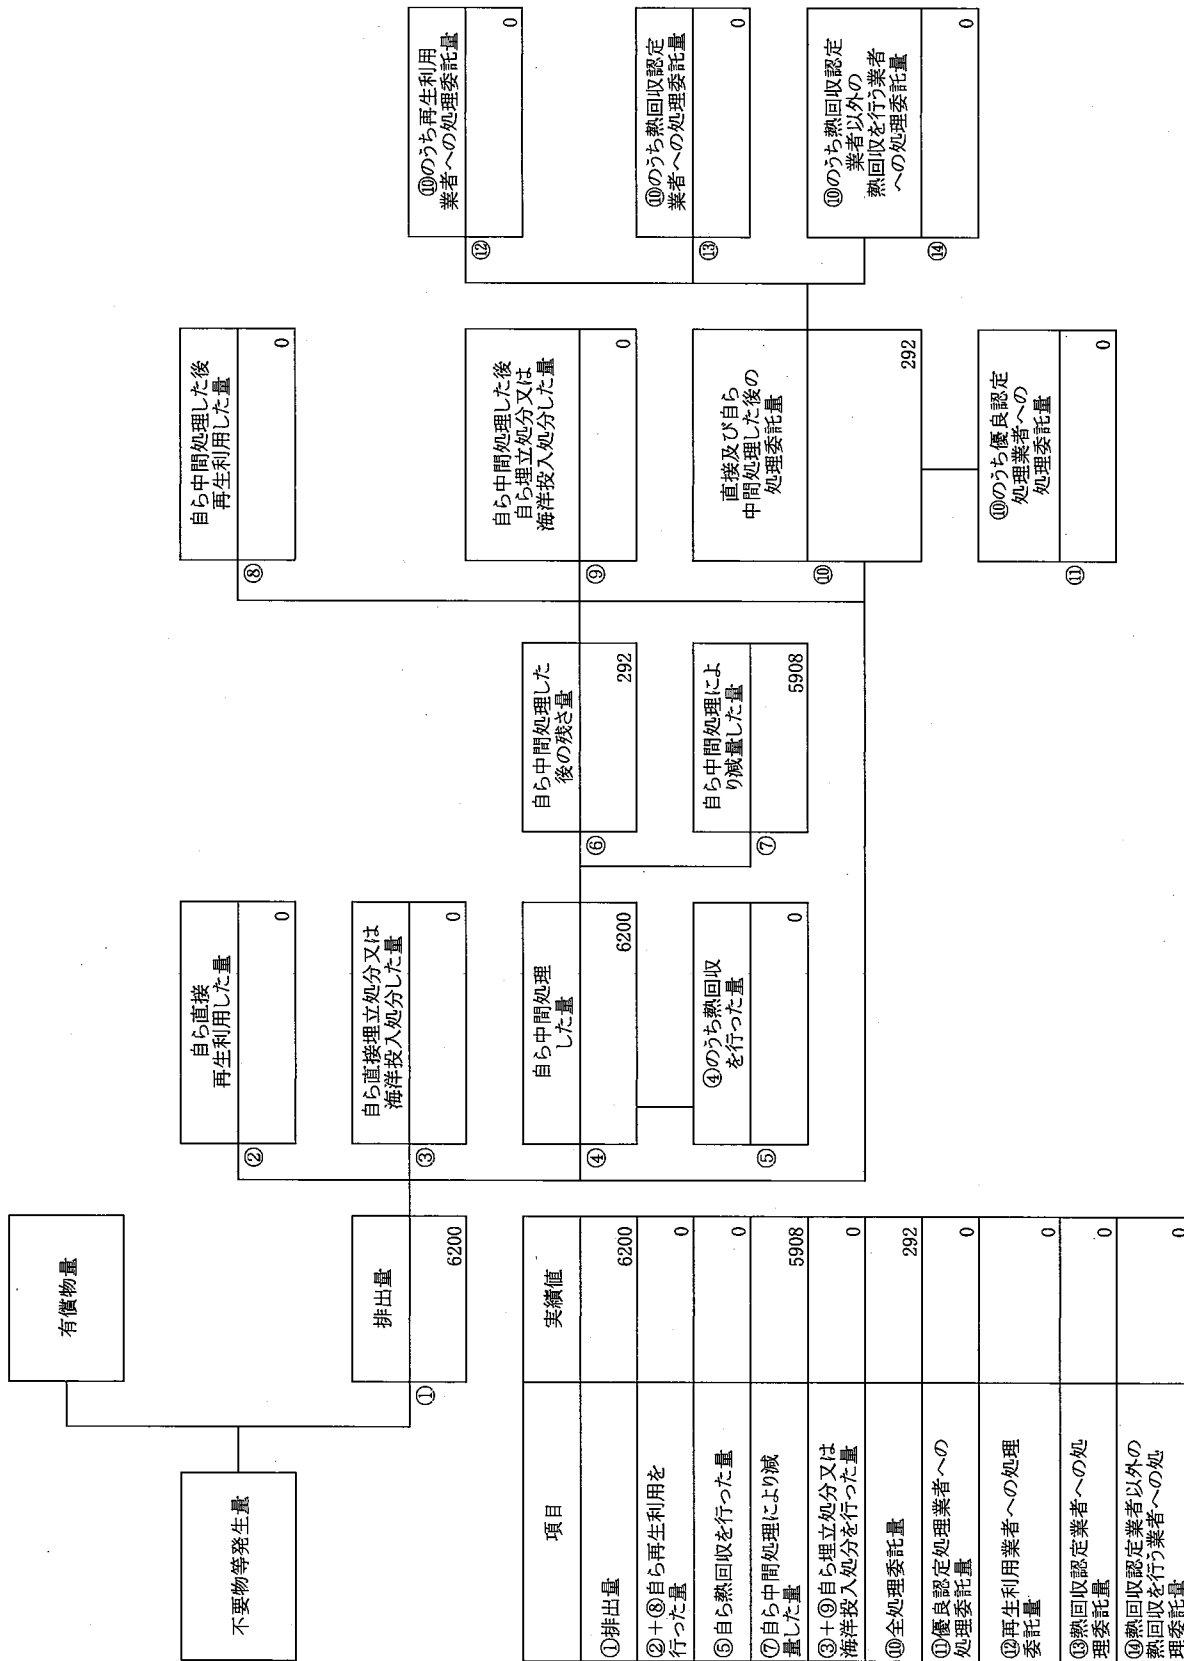 不要物等発生量
有償物量
排出量
①
6200
自ら直接
再生利用した量
②
0
自ら直接埋立処分又は
海洋投入処分した量
③
0
自ら中間処理
した量
④
6200
④のうち熱回収
を行った量
⑤
0
自ら中間処理した
後の残さ量
⑥
292
自ら中間処理によ
り減量した量
⑦
5908
自ら中間処理した後
再生利用した量
⑧
0
自ら中間処理した後
自ら埋立処分又は
海洋投入処分した量
⑨
0
直接及び自ら
中間処理した後の
処理委託量
⑩
292
⑩のうち優良認定
処理業者への
処理委託量
⑪
0
⑩のうち再生利用
業者への処理委託量
⑫
0
⑩のうち熱回収認定
業者への処理委託量
⑬
0
⑩のうち熱回収認定
業者以外の
熱回収を行う業者
への処理委託量
⑭
0
項目 実績値
①排出量 6200
②+⑧自ら再生利用を
行った量 0
⑤自ら熱回収を行った量 0
⑦自ら中間処理により減
量した量 5908
③+⑨自ら埋立処分又は
海洋投入処分を行った量 0
⑩全処理委託量 292
⑪優良認定処理業者への
処理委託量 0
⑫再生利用業者への処理
委託量 0
⑬熱回収認定業者への処
理委託量 0
⑭熱回収認定業者以外の
熱回収を行う業者への処
理委託量 0